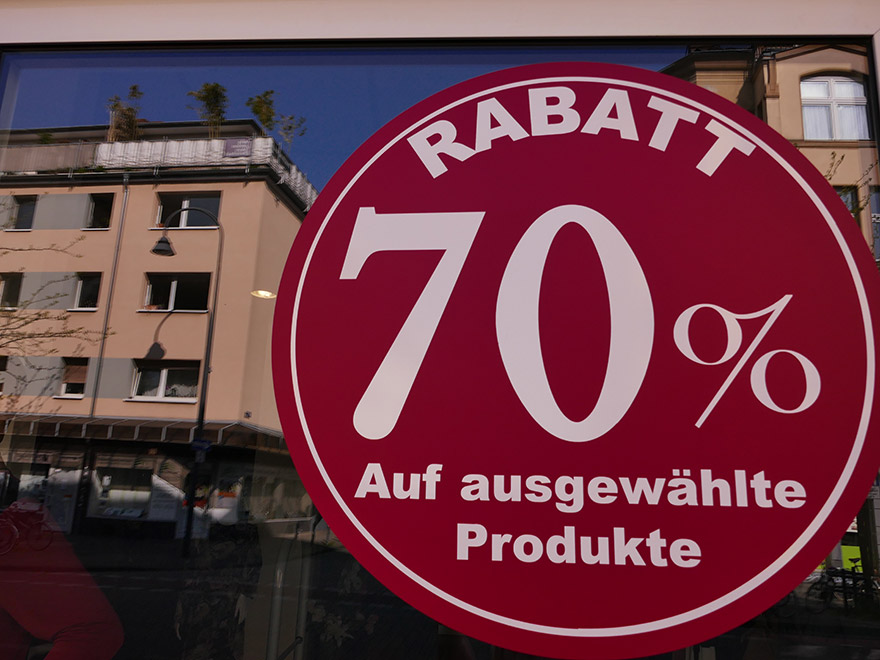 RABATT
70%
Auf ausgewählte
Produkte